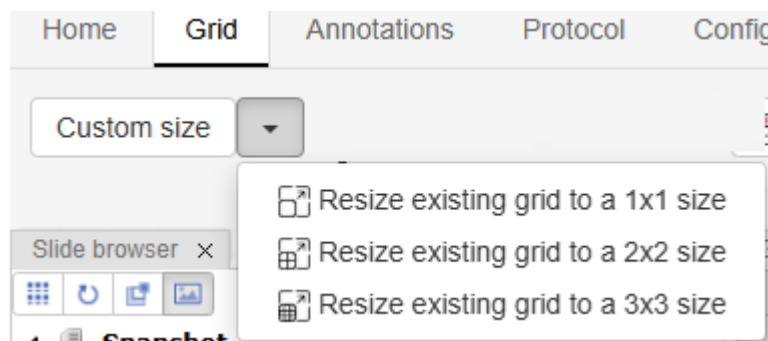 Home Grid Annotations Protocol Config
Custom size
Resize existing grid to a 1x1 size
Resize existing grid to a 2x2 size
Resize existing grid to a 3x3 size
Slide browser
Snapshot